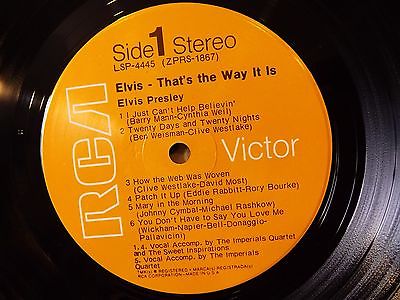 Side 1 Stereo
LSP-4445 (ZPRS-1867)
Elvis - That's the Way It Is
Elvis Presley
1 I Just Can't Help Believin'
(Barry Mann-Cynthia Weil)
2 Twenty Days and Twenty Nights
(Ben Weisman-Clive Westlake)
RCA
Victor
3 How the Web Was Woven
(Clive Westlake-David Most)
4 Patch it Up (Eddie Rabbitt-Rory Bourke)
5 Mary in the Morning
(Johnny Cymbal-Michael Rashkow)
6 You Don't Have to Say You Love Me
(Wickham-Napier-Bell-Donaggio-
Pallavicini)
1. 4. Vocal Accomp. by The Imperials Quartet
and The Sweet Inspirations
5. Vocal Accomp. by The Imperials
Quartet
TMK(s) ® REGISTERED • MARCA(S) REGISTRADA(S)
RCA CORPORATION - MADE IN U.S.A.